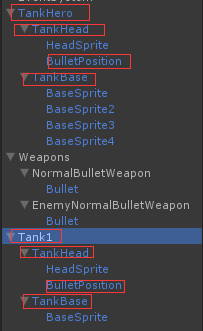 TankHero
TankHead
HeadSprite
BulletPosition
TankBase
BaseSprite
BaseSprite2
BaseSprite3
BaseSprite4
Weapons
NormalBulletWeapon
Bullet
EnemyNormalBulletWeapon
Bullet
Tank1
TankHead
HeadSprite
BulletPosition
TankBase
BaseSprite